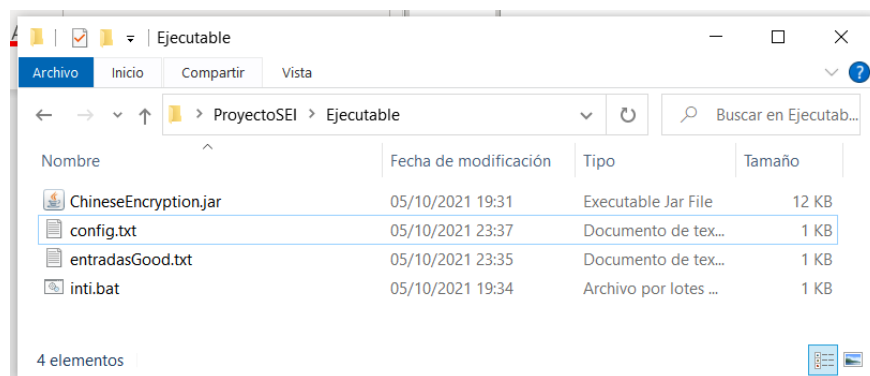 Ejecutable
Archivo Inicio Compartir Vista
ProyectoSEI > Ejecutable Buscar en Ejecutab...
Nombre Fecha de modificación Tipo Tamaño
ChineseEncryption.jar 05/10/2021 19:31 Executable Jar File 12 KB
config.txt 05/10/2021 23:37 Documento de tex... 1 KB
entradasGood.txt 05/10/2021 23:35 Documento de tex... 1 KB
inti.bat 05/10/2021 19:34 Archivo por lotes ... 1 KB
4 elementos